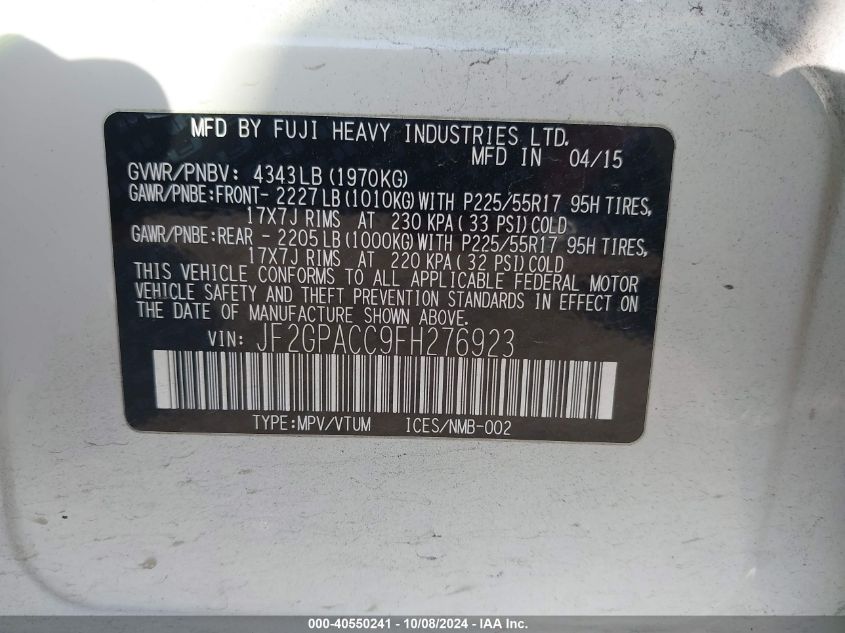 MFD BY FUJI HEAVY INDUSTRIES LTD.
MFD IN 04/15
GVWR/PNBV: 4343LB(1970KG)
GAWR/PNBE:FRONT- 2227LB(1010KG)WITH P225/55R17 95H TIRES,
17X7J RIMS AT 230 KPA(33 PSI)COLD
GAWR/PNBE:REAR - 2205LB(1000KG)WITH P225/55R17 95H TIRES,
17X7J RIMS AT 220 KPA(32 PSI)COLD
THIS VEHICLE CONFORMS TO ALL APPLICABLE FEDERAL MOTOR
VEHICLE SAFETY AND THEFT PREVENTION STANDARDS IN EFFECT ON
THE DATE OF MANUFACTURE SHOWN ABOVE.
VIN: JF2GPACC9FH276923
TYPE:MPV/VTUM ICES/NMB-002
000-40550241 - 10/08/2024 - IAA Inc.